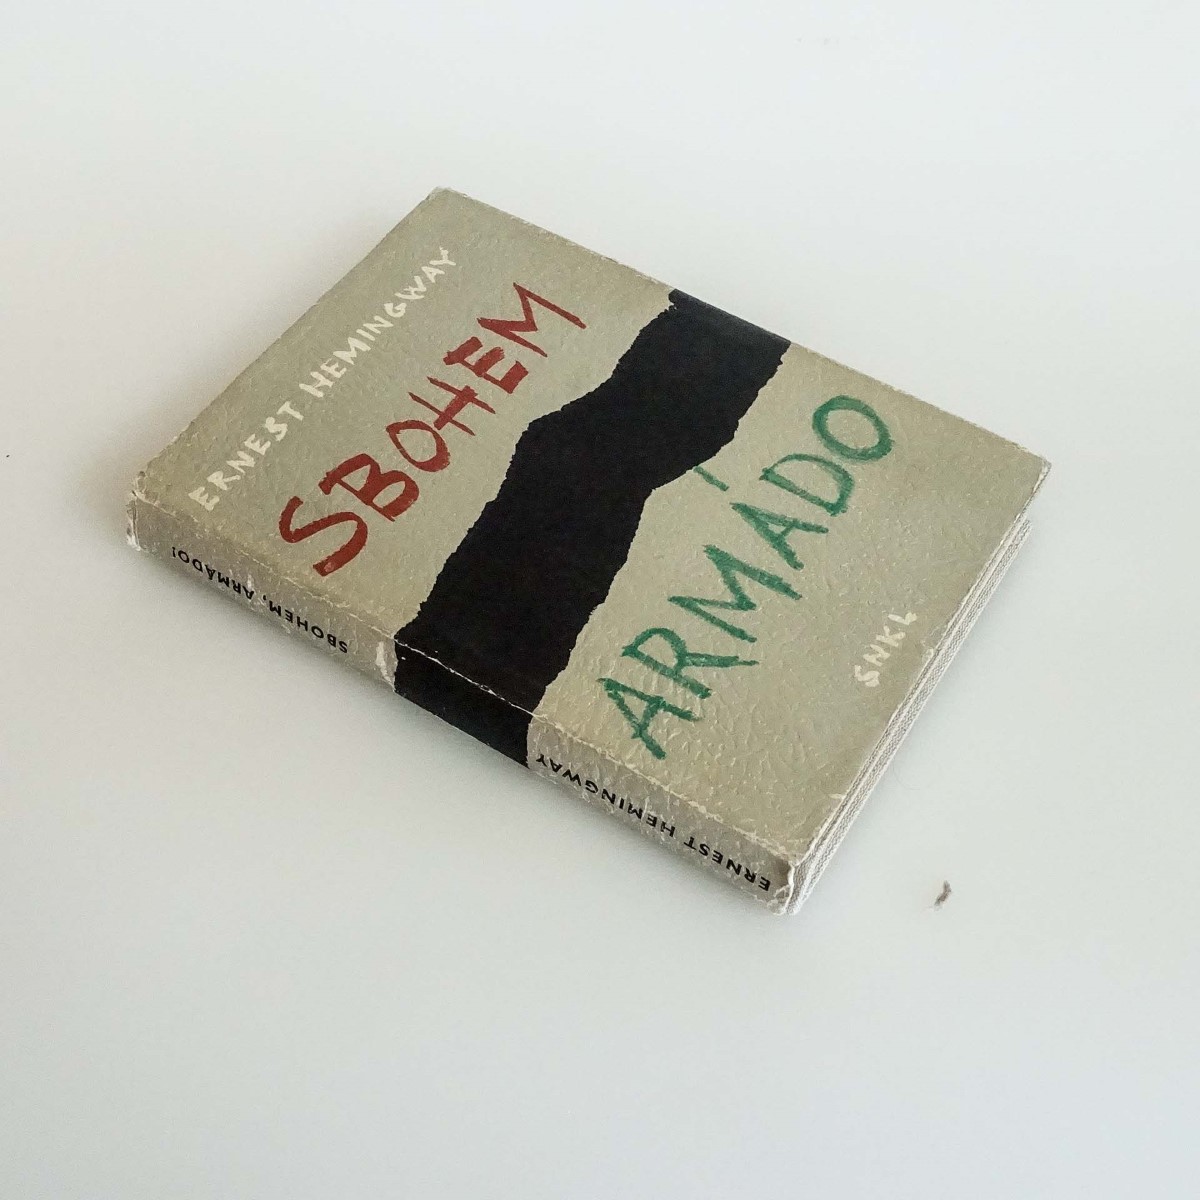 ERNEST HEMINGWAY
SBOHEM
ARMÁDO
SNKL
SBOHEM, ARMÁDO!
ERNEST HEMINGWAY